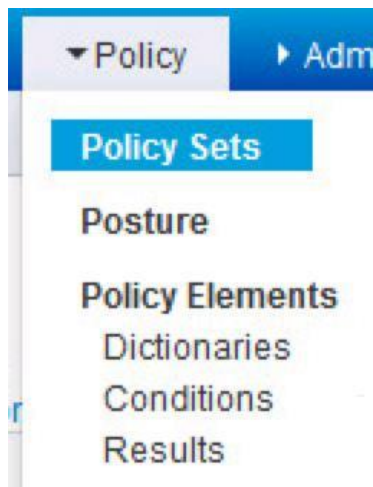 Policy Adm
Policy Sets
Posture
Policy Elements
Dictionaries
Conditions
Results